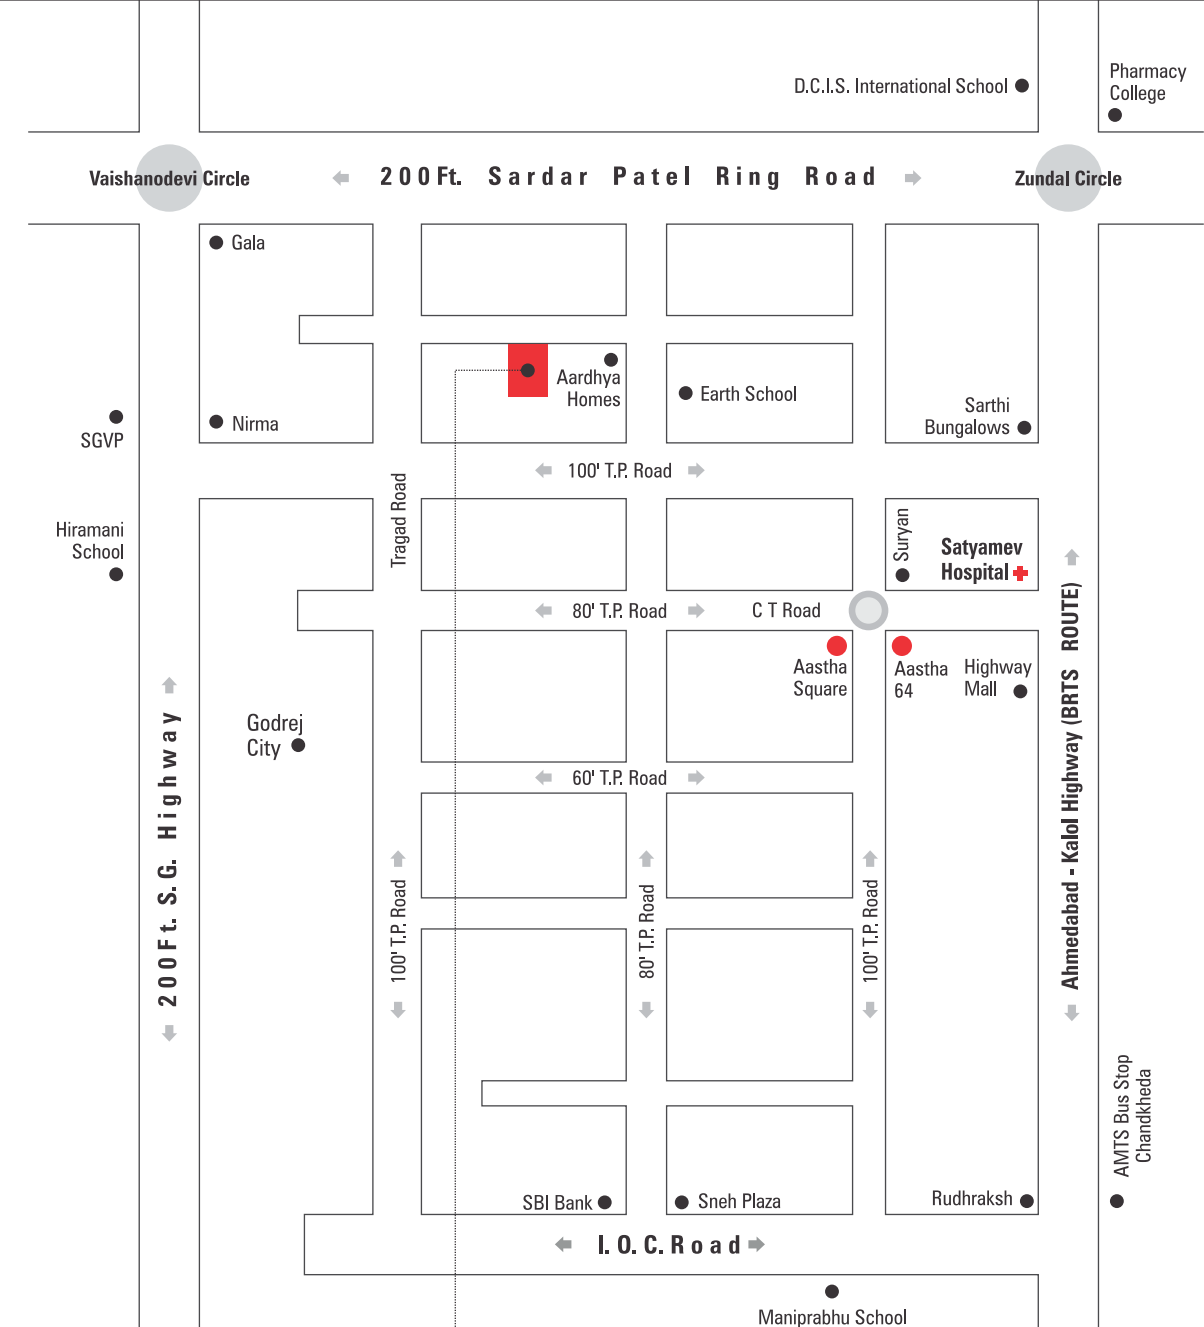 Pharmacy
College
D.C.I.S. International School
Vaishanodevi Circle
200Ft. Sardar Patel Ring Road
Zundal Circle
Gala
Aardhya
Homes
Earth School
Sarthi
Bungalows
Nirma
SGVP
100' T.P. Road
Tragad Road
Hiramani
School
Suryan
Satyamev
Hospital
80' T.P. Road
C T Road
Aastha
Square
Aastha
64
Highway
Mall
Godrej
City
200Ft. S.G. Highway
Ahmedabad - Kalol Highway (BRTS ROUTE)
60' T.P. Road
100' T.P. Road
80' T.P. Road
100' T.P. Road
AMTS Bus Stop
Chandkheda
SBI Bank
Sneh Plaza
Rudhraksh
I.O.C.Road
Maniprabhu School